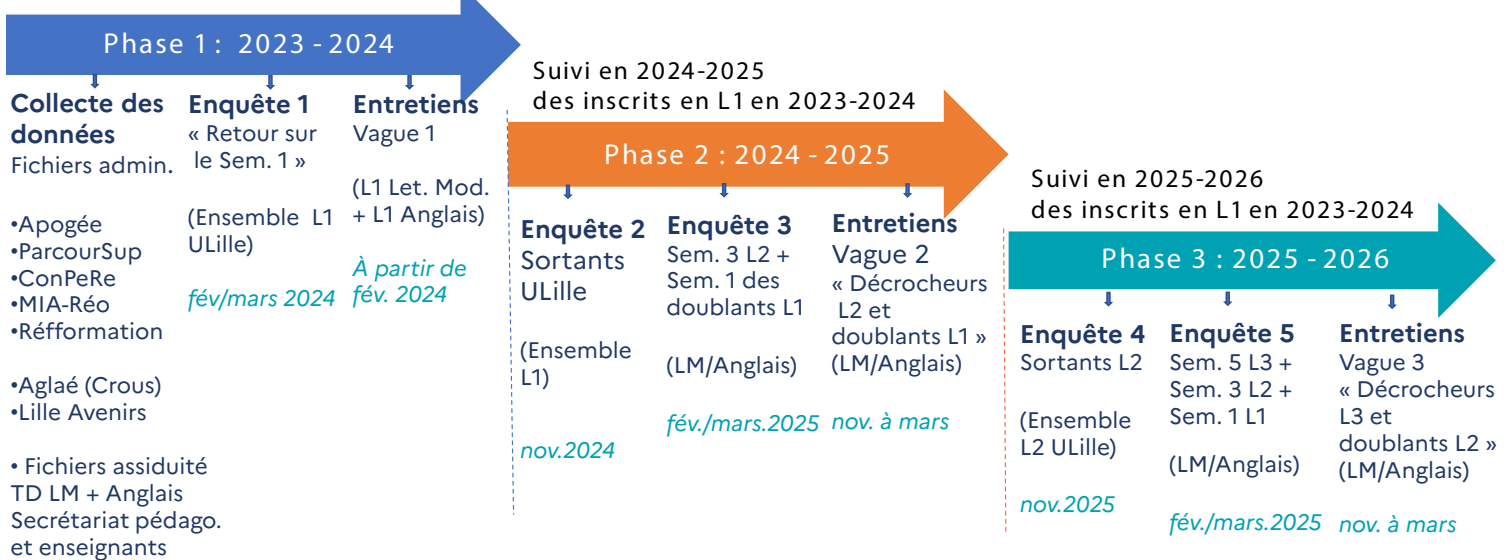 Phase 1 : 2023 - 2024
Collecte des
données
Fichiers admin.
•Apogée
•ParcourSup
•ConPeRe
•MIA-Réo
•Réfformation
•Aglaé (Crous)
•Lille Avenirs
• Fichiers assiduité
TD LM + Anglais
Secrétariat pédago.
et enseignants
Enquête 1
« Retour sur
le Sem. 1 »
(Ensemble L1
ULille)
fév/mars 2024
Entretiens
Vague 1
(L1 Let. Mod.
+ L1 Anglais)
À partir de
fév. 2024
Suivi en 2024-2025
des inscrits en L1 en 2023-2024
Phase 2 : 2024 - 2025
Enquête 2
Sortants
ULille
(Ensemble
L1)
nov.2024
Enquête 3
Sem. 3 L2 +
Sem. 1 des
doublants L1
(LM/Anglais)
fév./mars.2025
Entretiens
Vague 2
« Décrocheurs
L2 et
doublants L1 »
(LM/Anglais)
nov. à mars
Suivi en 2025-2026
des inscrits en L1 en 2023-2024
Phase 3 : 2025 - 2026
Enquête 4
Sortants L2
(Ensemble
L2 ULille)
nov.2025
Enquête 5
Sem. 5 L3 +
Sem. 3 L2 +
Sem. 1 L1
(LM/Anglais)
fév./mars.2025
Entretiens
Vague 3
« Décrocheurs
L3 et
doublants L2 »
(LM/Anglais)
nov. à mars